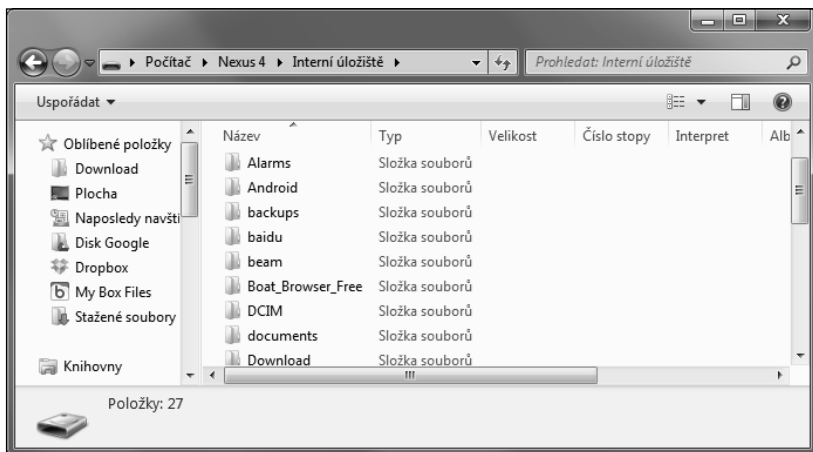 Počítač Nexus 4 Interní úložiště Prohledat: Interní úložiště
Uspořádat
Oblíbené položky
Download
Plocha
Naposledy navšti
Disk Google
Dropbox
My Box Files
Stažené soubory
Knihovny
Název Typ Velikost Číslo stopy Interpret Alb
Alarms Složka souborů
Android Složka souborů
backups Složka souborů
baidu Složka souborů
beam Složka souborů
Boat_Browser_Free Složka souborů
DCIM Složka souborů
documents Složka souborů
Download Složka souborů
Položky: 27